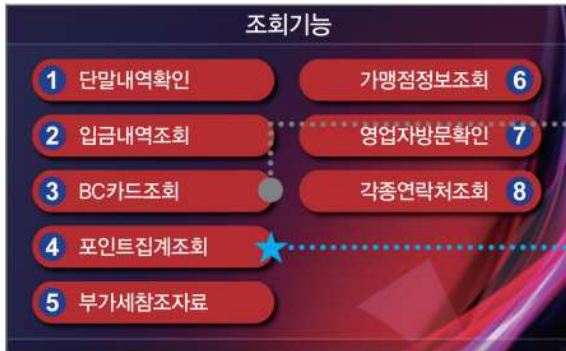 조회기능
1 단말내역확인
가맹점정보조회 6
2 입금내역조회
영업자방문확인 7
3 BC카드조회
각종연락처조회 8
4 포인트집계조회
5 부가세참조자료